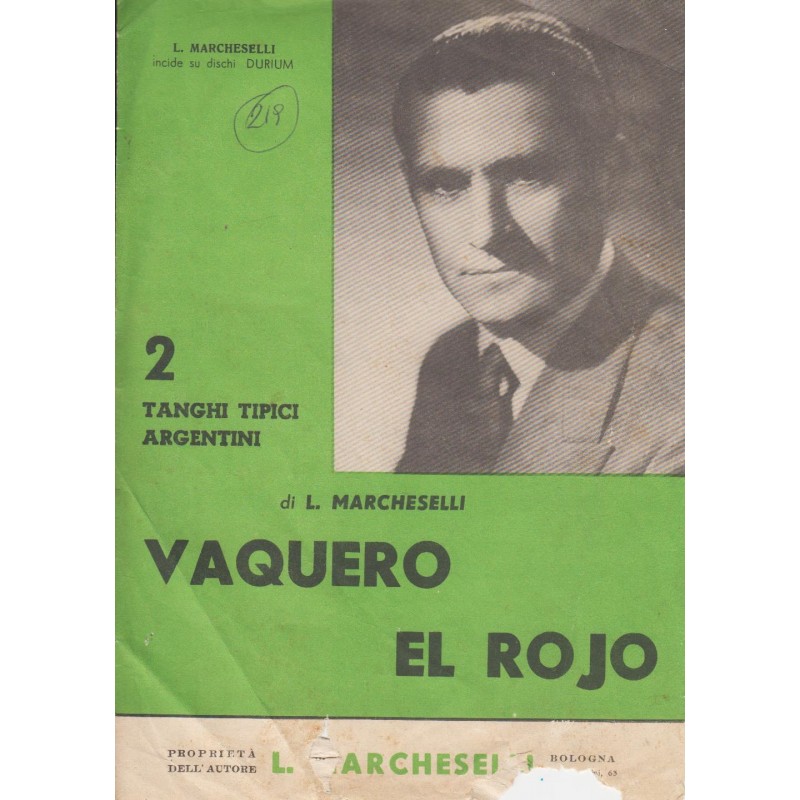 L. MARCHESELLI
incide su dischi DURIUM
219
2
TANGHI TIPICI
ARGENTINI
di L. MARCHESELLI
VAQUERO
EL ROJO
PROPRIETÀ
DELL'AUTORE
L.
BOLOGNA
63